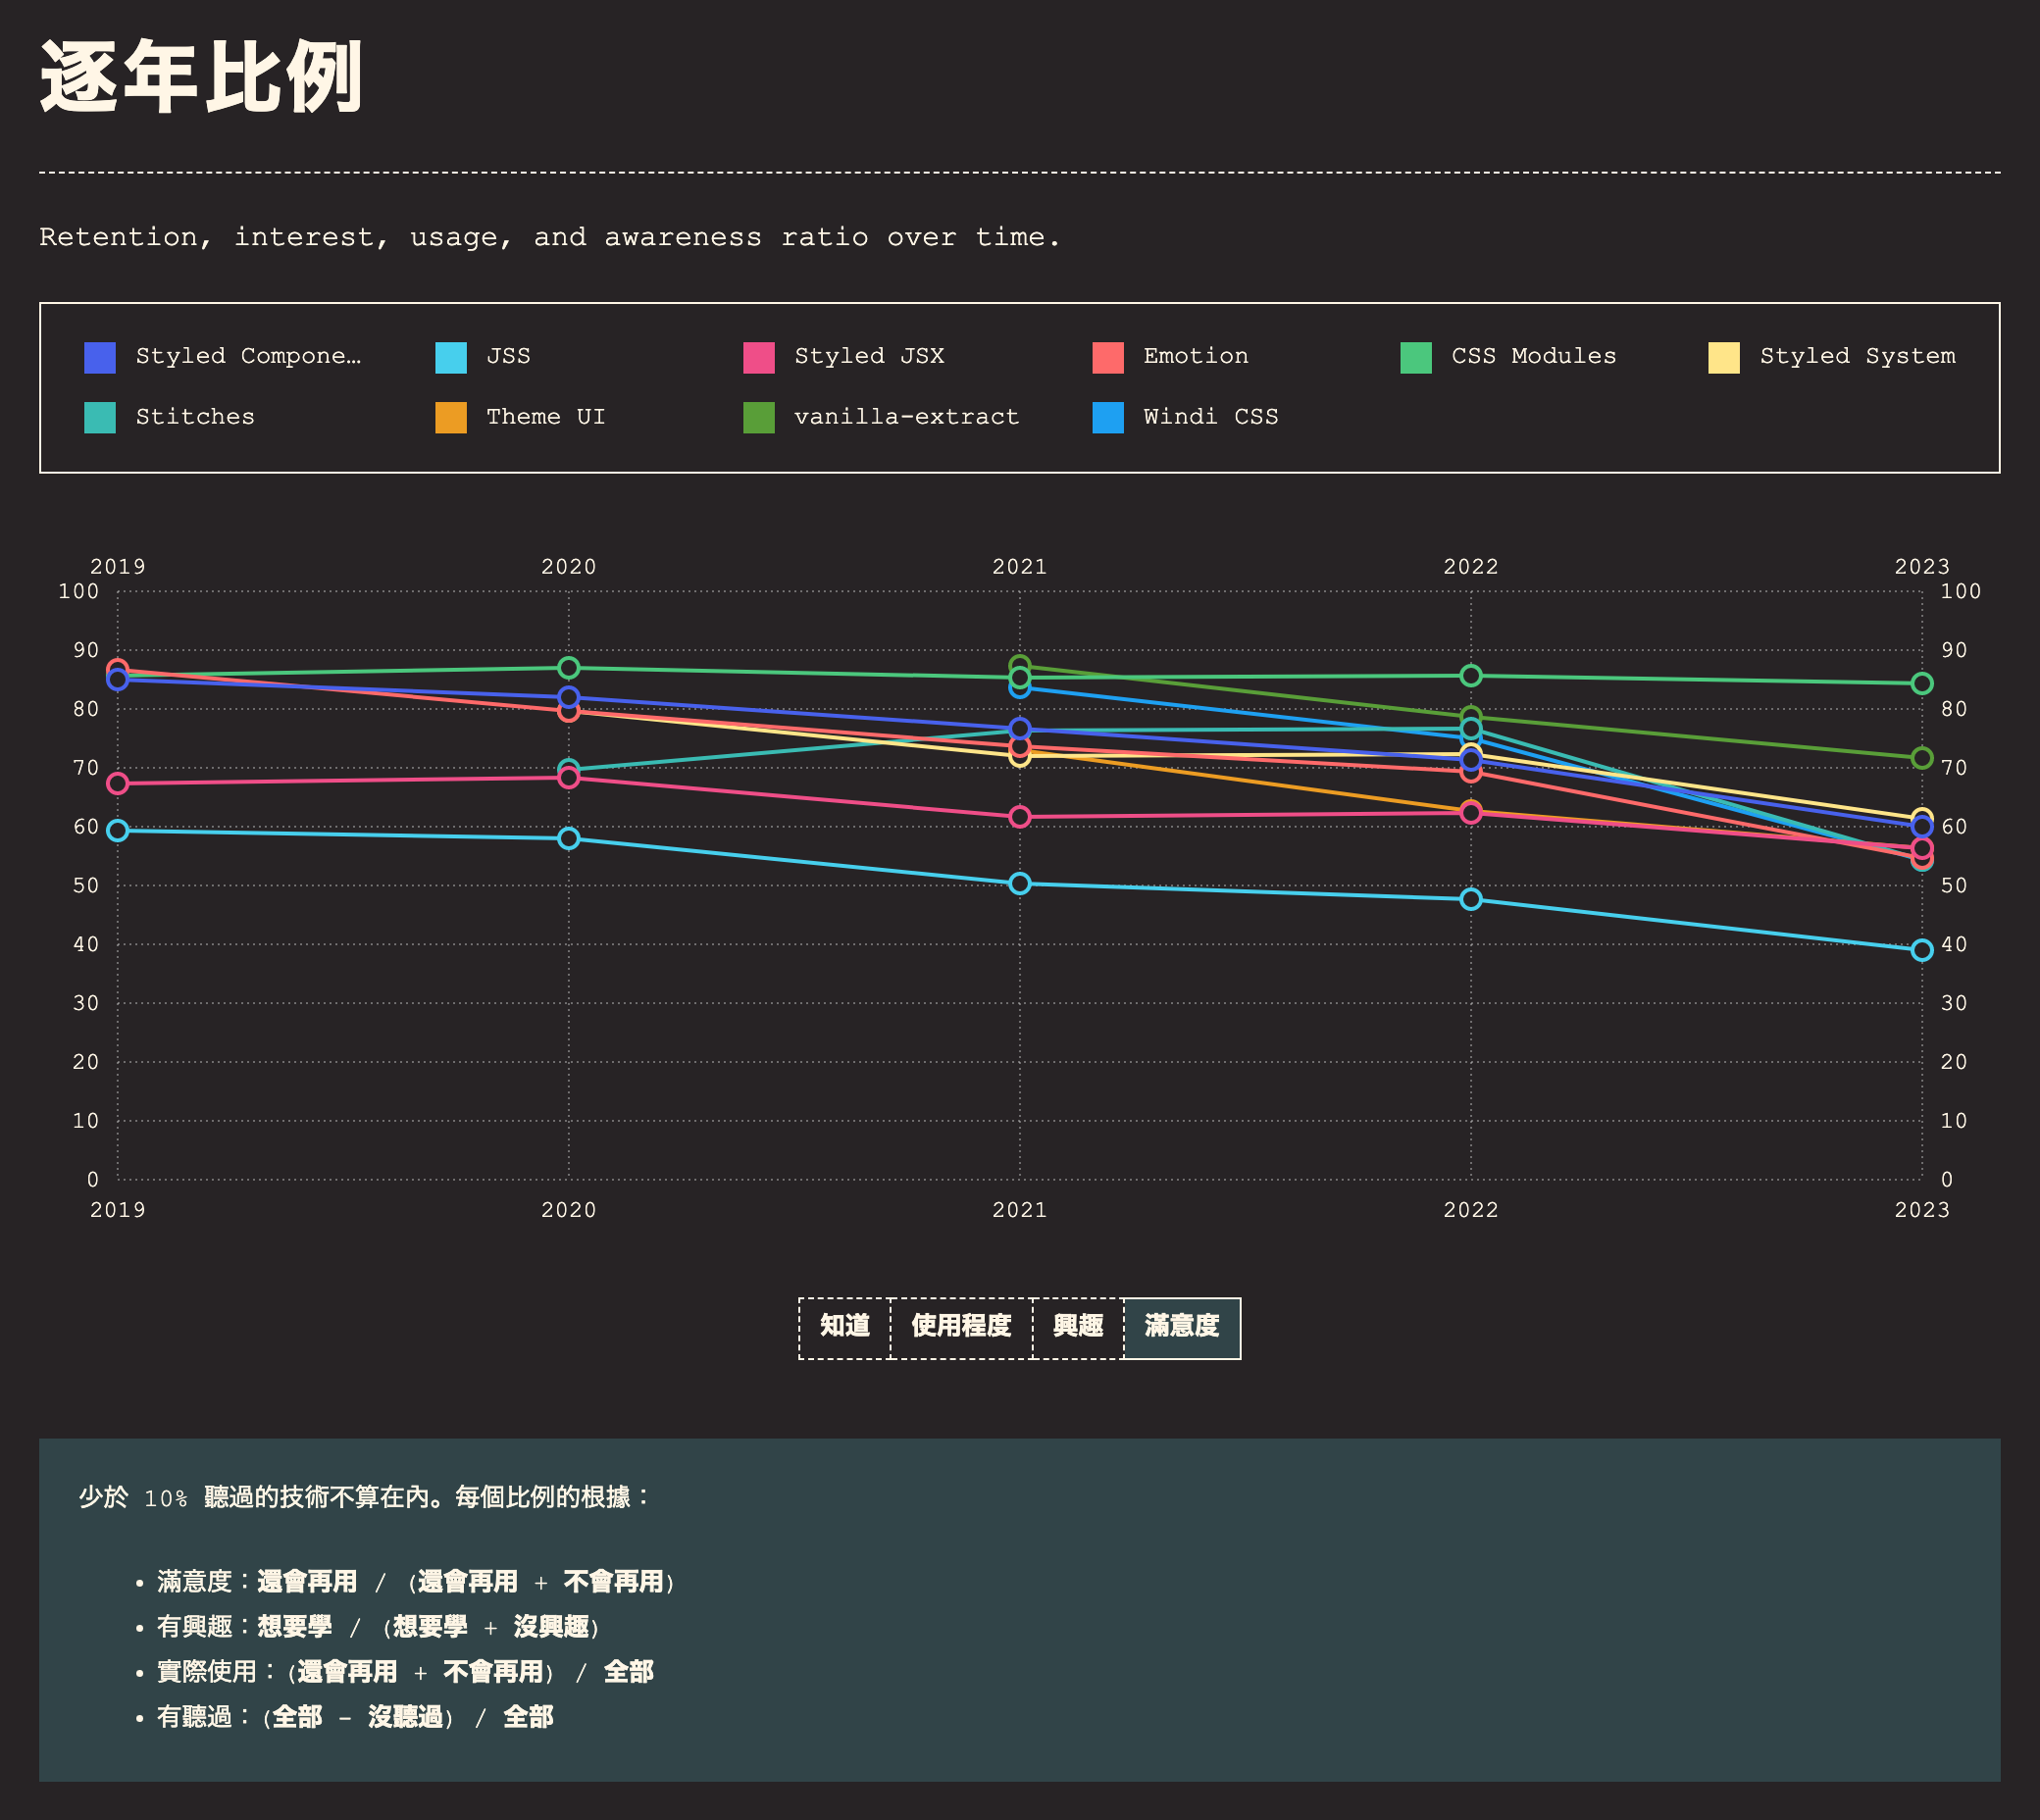 逐年比例
Retention, interest, usage, and awareness ratio over time.
Styled Compone… JSS Styled JSX Emotion CSS Modules Styled System
Stitches Theme UI vanilla-extract Windi CSS
2019 2020 2021 2022 2023
100 100
90 90
80 80
70 70
60 60
50 50
40 40
30 30
20 20
10 10
0 0
2019 2020 2021 2022 2023
知道 使用程度 興趣 滿意度
少於 10% 聽過的技術不算在內。每個比例的根據：
• 滿意度：還會再用 / (還會再用 + 不會再用)
• 有興趣：想要學 / (想要學 + 沒興趣)
• 實際使用：(還會再用 + 不會再用) / 全部
• 有聽過：(全部 - 沒聽過) / 全部